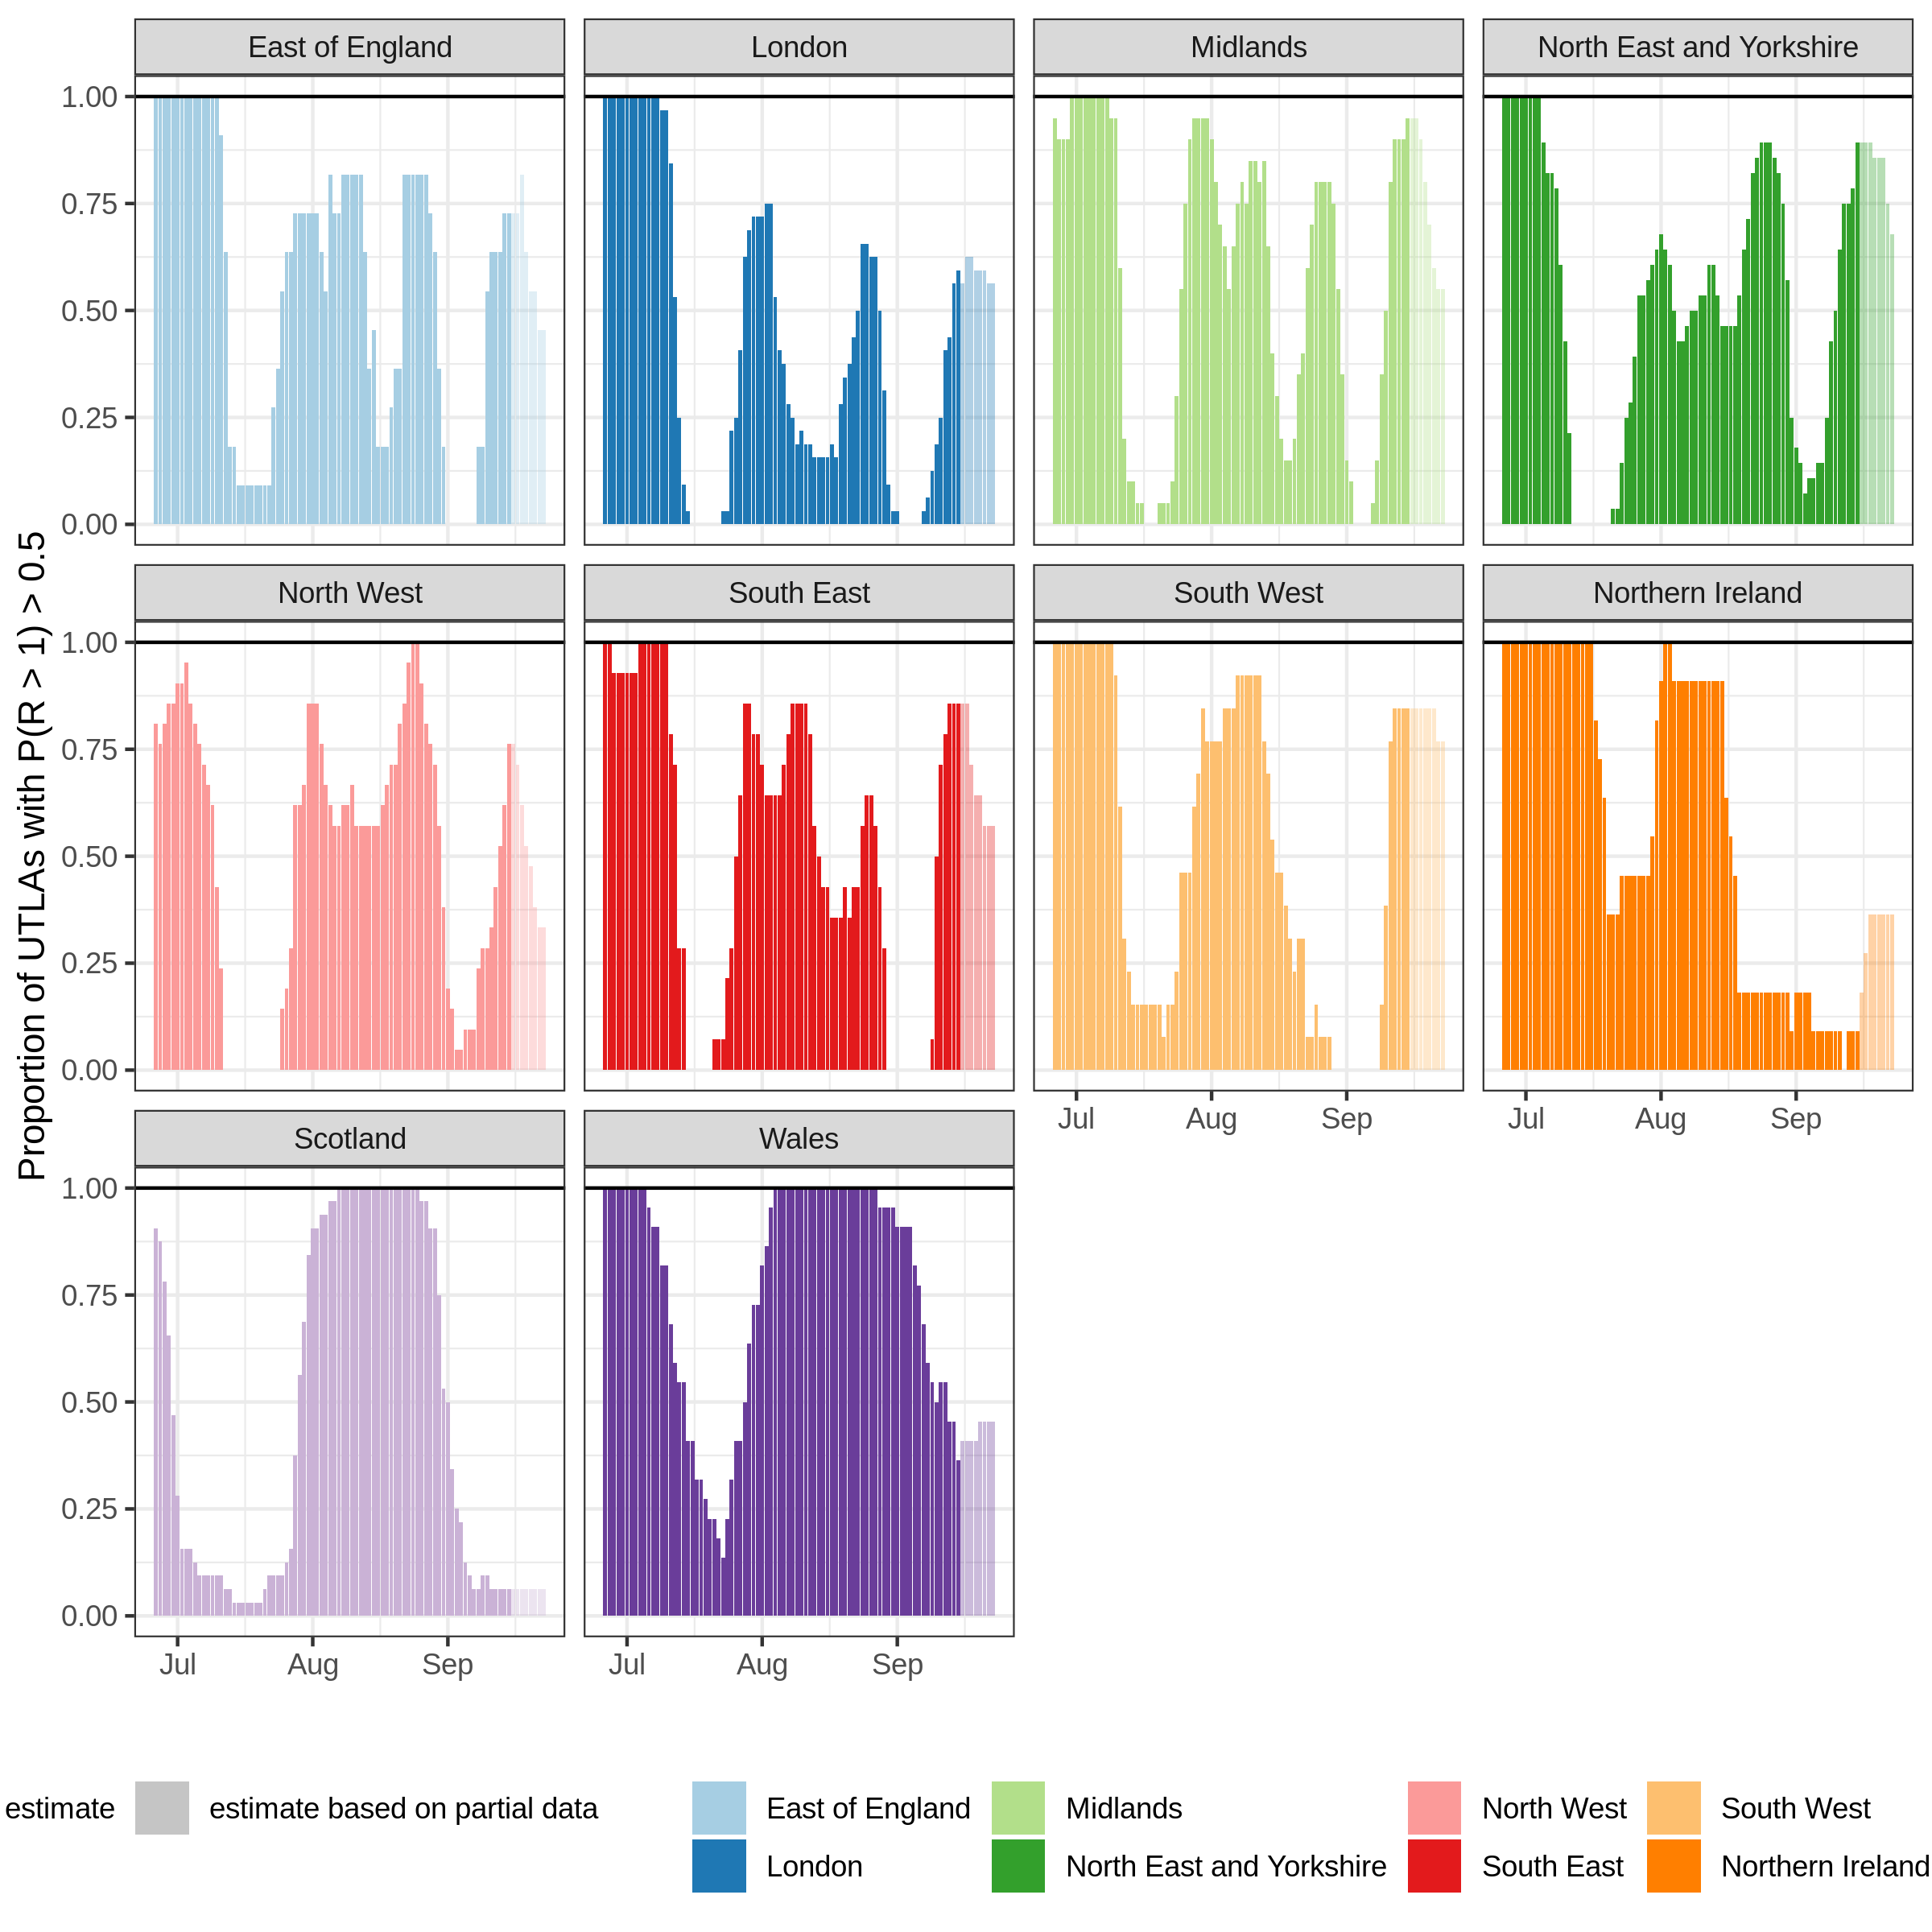 East of England London Midlands North East and Yorkshire
1.00
0.75
0.50
0.25
0.00
Proportion of UTLAs with P(R > 1) > 0.5
North West South East South West Northern Ireland
1.00
0.75
0.50
0.25
0.00
Jul Aug Sep Jul Aug Sep
Scotland Wales
1.00
0.75
0.50
0.25
0.00
Jul Aug Sep Jul Aug Sep
estimate estimate based on partial data East of England Midlands North West South West
London North East and Yorkshire South East Northern Ireland